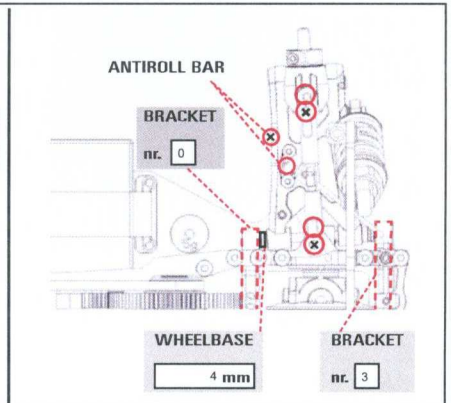 ANTIROLL BAR
BRACKET
nr. 0
WHEELBASE
4 mm
BRACKET
nr. 3